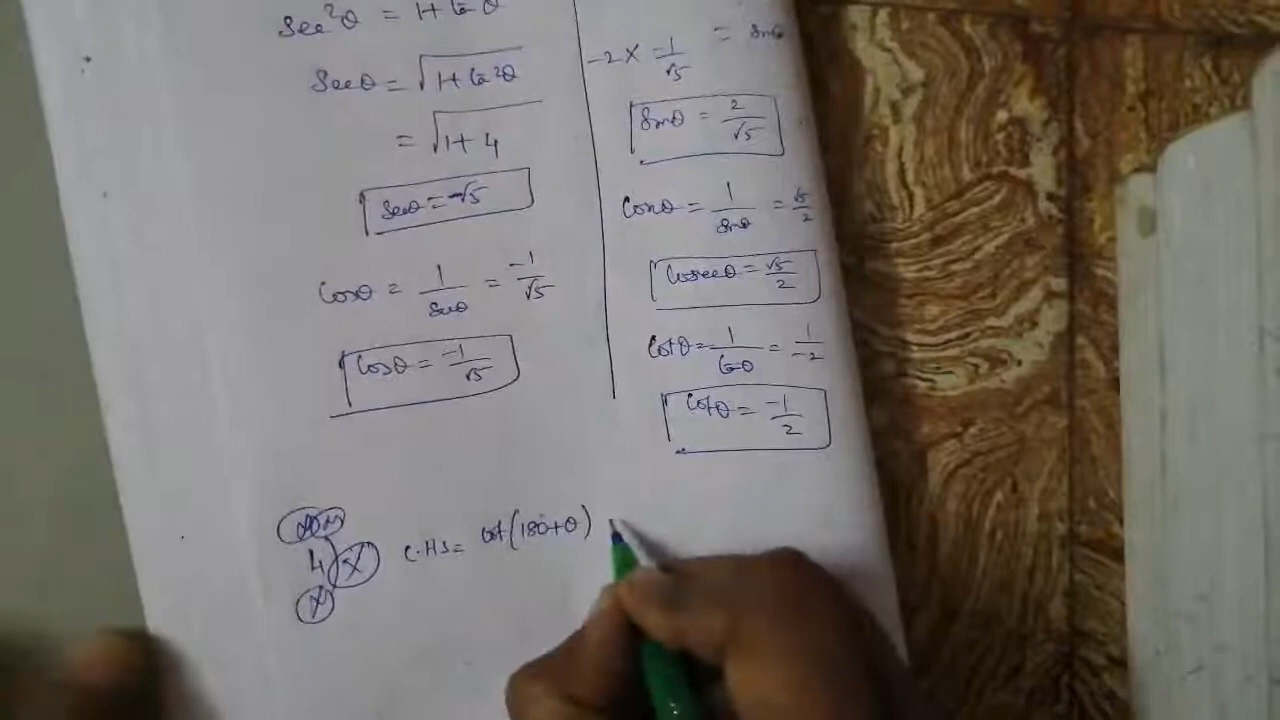 sec²θ = 1+tan²θ
secθ = √1+tan²θ
= √1+4
secθ = -√5
cosθ = 1/secθ = -1/√5
cosθ = -1/√5
-2 × -1/√5 = sinθ
sinθ = 2/√5
cosecθ = 1/sinθ = √5/2
cosecθ = √5/2
cotθ = 1/tanθ = 1/-2
cotθ = -1/2
4)
L.H.S = cot(180+θ)